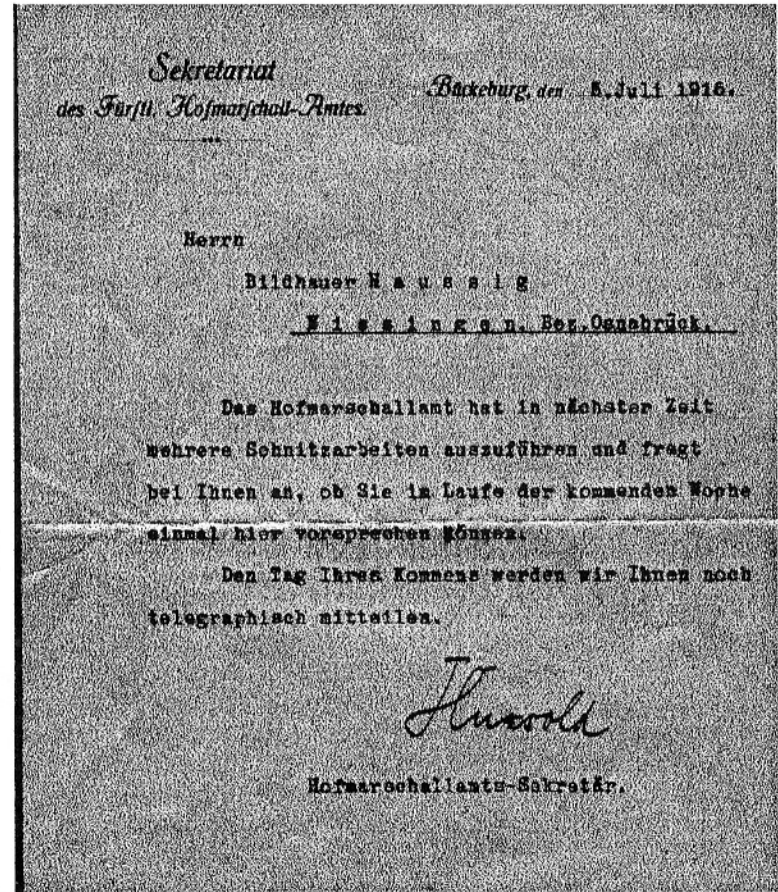 Sekretariat
des Fürstl. Hofmarschall-Amtes.
Bückeburg, den 5.Juli 1916.
Herrn
Bildhauer H a u s s i g
W i s s i n g e n. Bez.Osnabrück.
Das Hofmarschallamt hat in nächster Zeit
mehrere Schnitzarbeiten auszuführen und fragt
bei Ihnen an, ob Sie im Laufe der kommenden Woche
einmal hier vorsprechen können.
Den Tag Ihres Kommens werden wir Ihnen noch
telegraphisch mitteilen.
Hofmarschallamts-Sekretär.